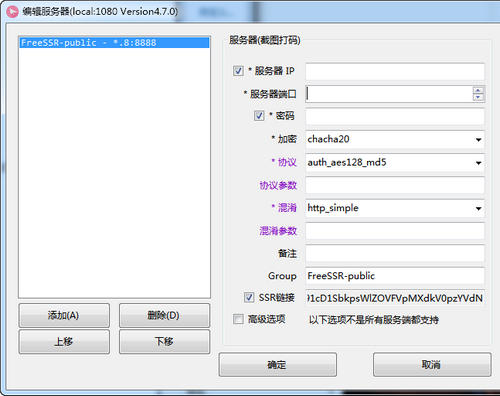 编辑服务器(local:1080 Version4.7.0)
FreeSSR-public - *.8:8888
添加(A)
删除(D)
上移
下移
服务器(截图打码)
* 服务器 IP
* 服务器端口
* 密码
* 加密
chacha20
* 协议
auth_aes128_md5
协议参数
* 混淆
http_simple
混淆参数
备注
Group
FreeSSR-public
SSR链接
高级选项
以下选项不是所有服务端都支持
确定
取消